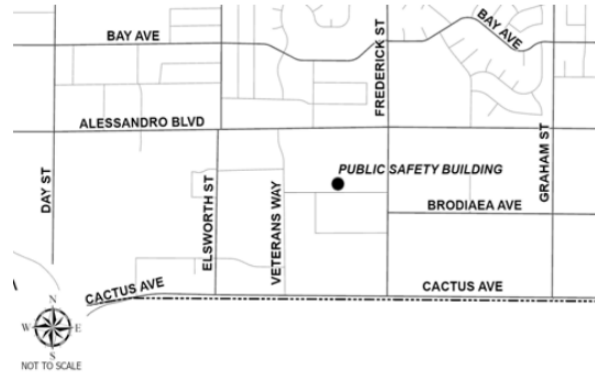 BAY AVE
BAY AVE
FREDERICK ST
ALESSANDRO BLVD
GRAHAM ST
PUBLIC SAFETY BUILDING
DAY ST
ELSWORTH ST
VETERANS WAY
BRODIAEA AVE
CACTUS AVE
CACTUS AVE
N
W E
S
NOT TO SCALE